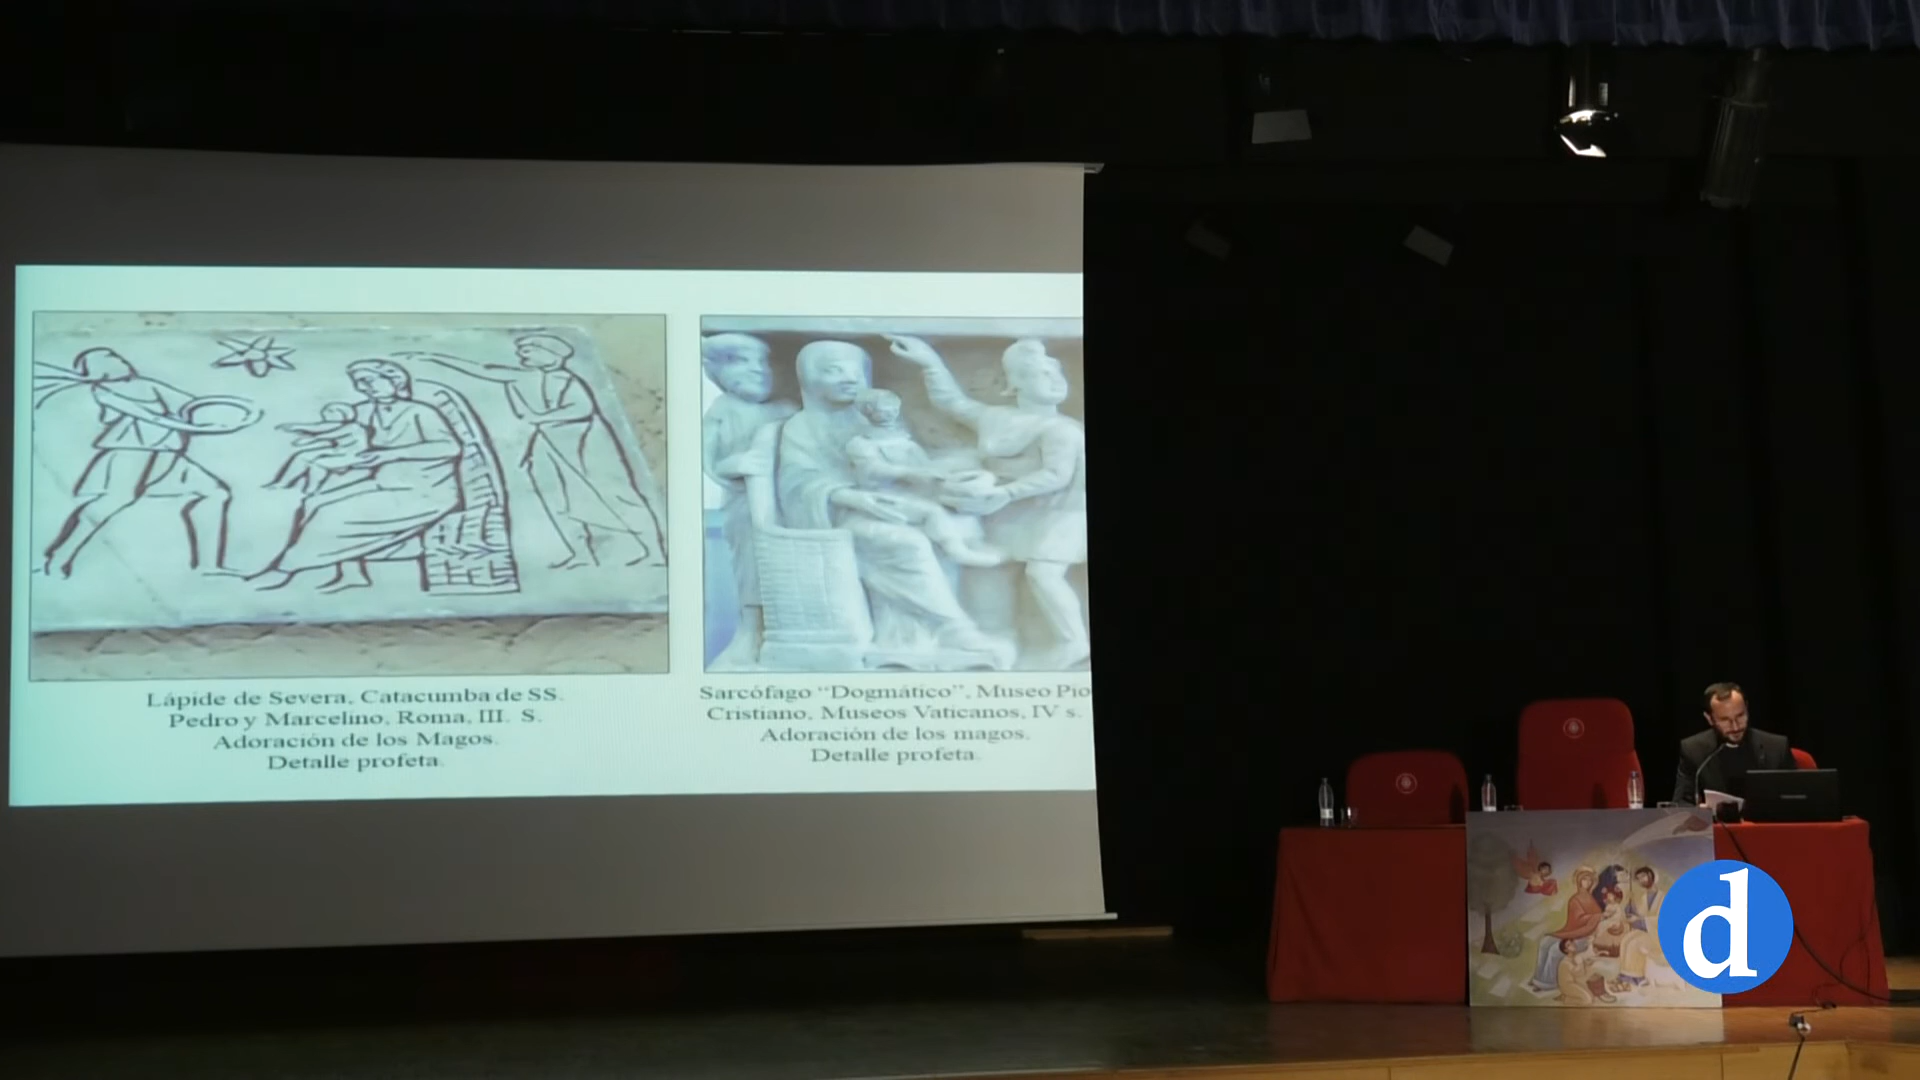 Lápide de Severa, Catacumba de SS.
Pedro y Marcelino, Roma, III. S.
Adoración de los Magos.
Detalle profeta.
Sarcófago “Dogmático”, Museo Pio
Cristiano, Museos Vaticanos, IV s.
Adoración de los magos.
Detalle profeta.
d